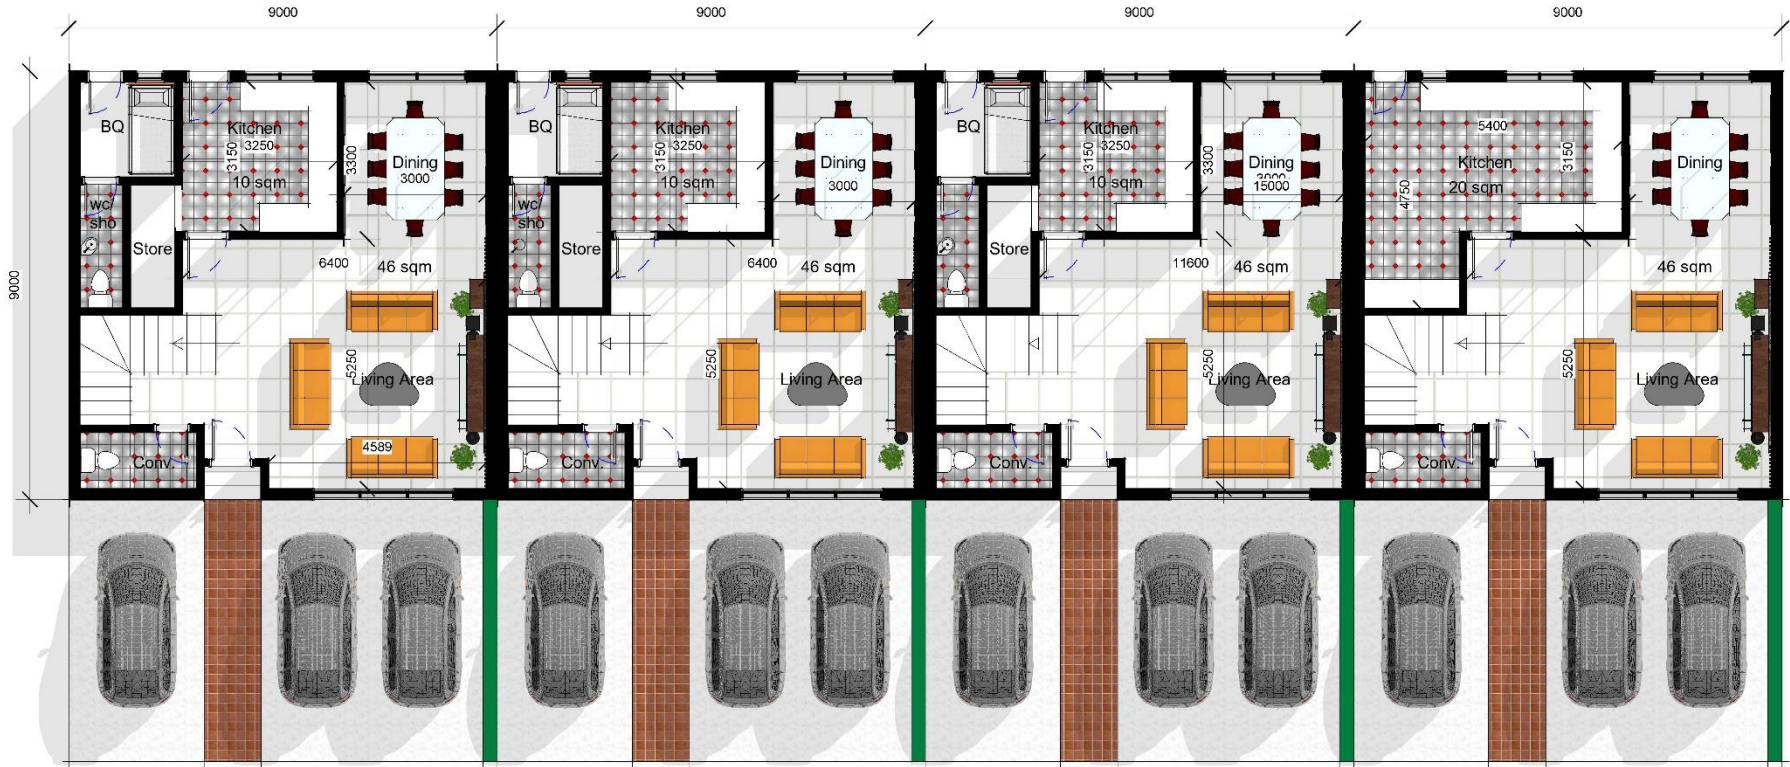 9000
9000
9000
9000
9000
BQ
Kitchen
3250
3150
10 sqm
3300
Dining
3000
wc/
sho
Store
6400
46 sqm
5250
Living Area
4589
Conv.
BQ
Kitchen
3250
3150
10 sqm
Dining
3000
wc/
sho
Store
6400
46 sqm
5250
Living Area
Conv.
BQ
Kitchen
3250
3150
10 sqm
3300
Dining
15000
wc/
sho
Store
11600
46 sqm
5250
Living Area
Conv.
5400
3150
Kitchen
20 sqm
4750
Dining
46 sqm
5250
Living Area
Conv.